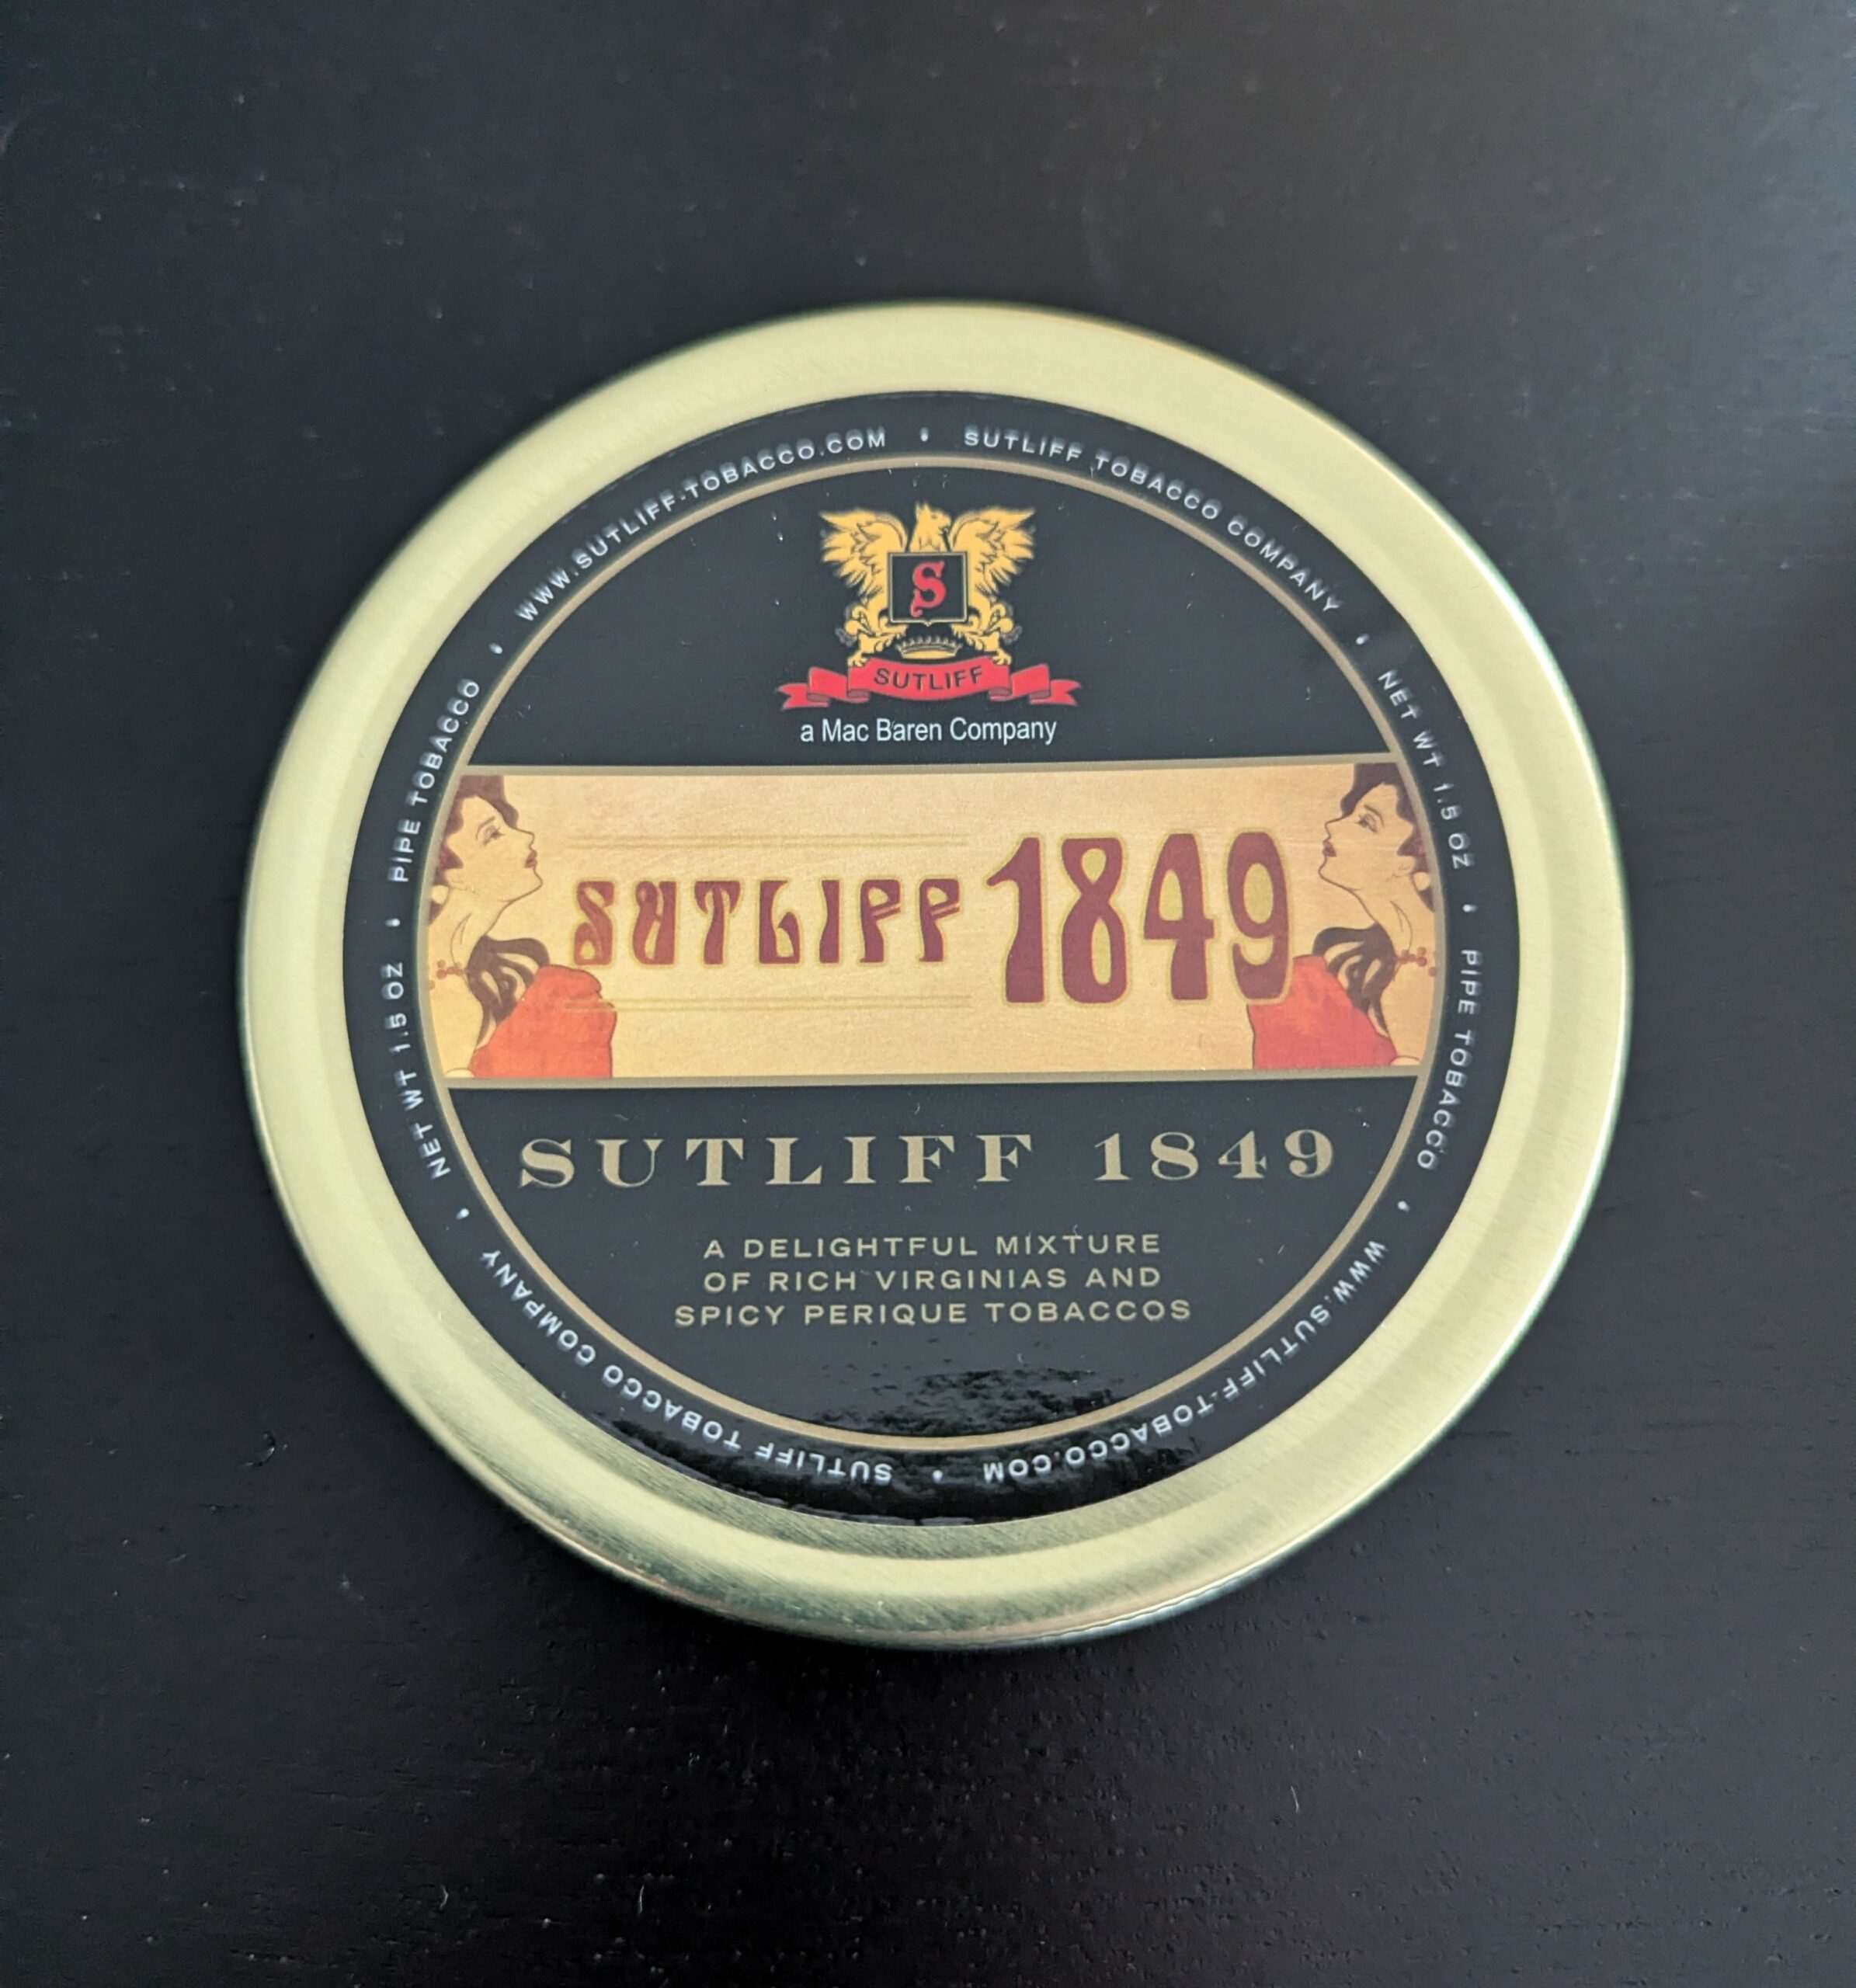 WWW.SUTLIFF-TOBACCO.COM • SUTLIFF TOBACCO COMPANY • NET WT 1.5 OZ • PIPE TOBACCO • WWW.SUTLIFF-TOBACCO.COM • SUTLIFF TOBACCO COMPANY • NET WT 1.5 OZ • PIPE TOBACCO •
S
SUTLIFF
a Mac Baren Company
SUTLIFF 1849
SUTLIFF 1849
A DELIGHTFUL MIXTURE
OF RICH VIRGINIAS AND
SPICY PERIQUE TOBACCOS